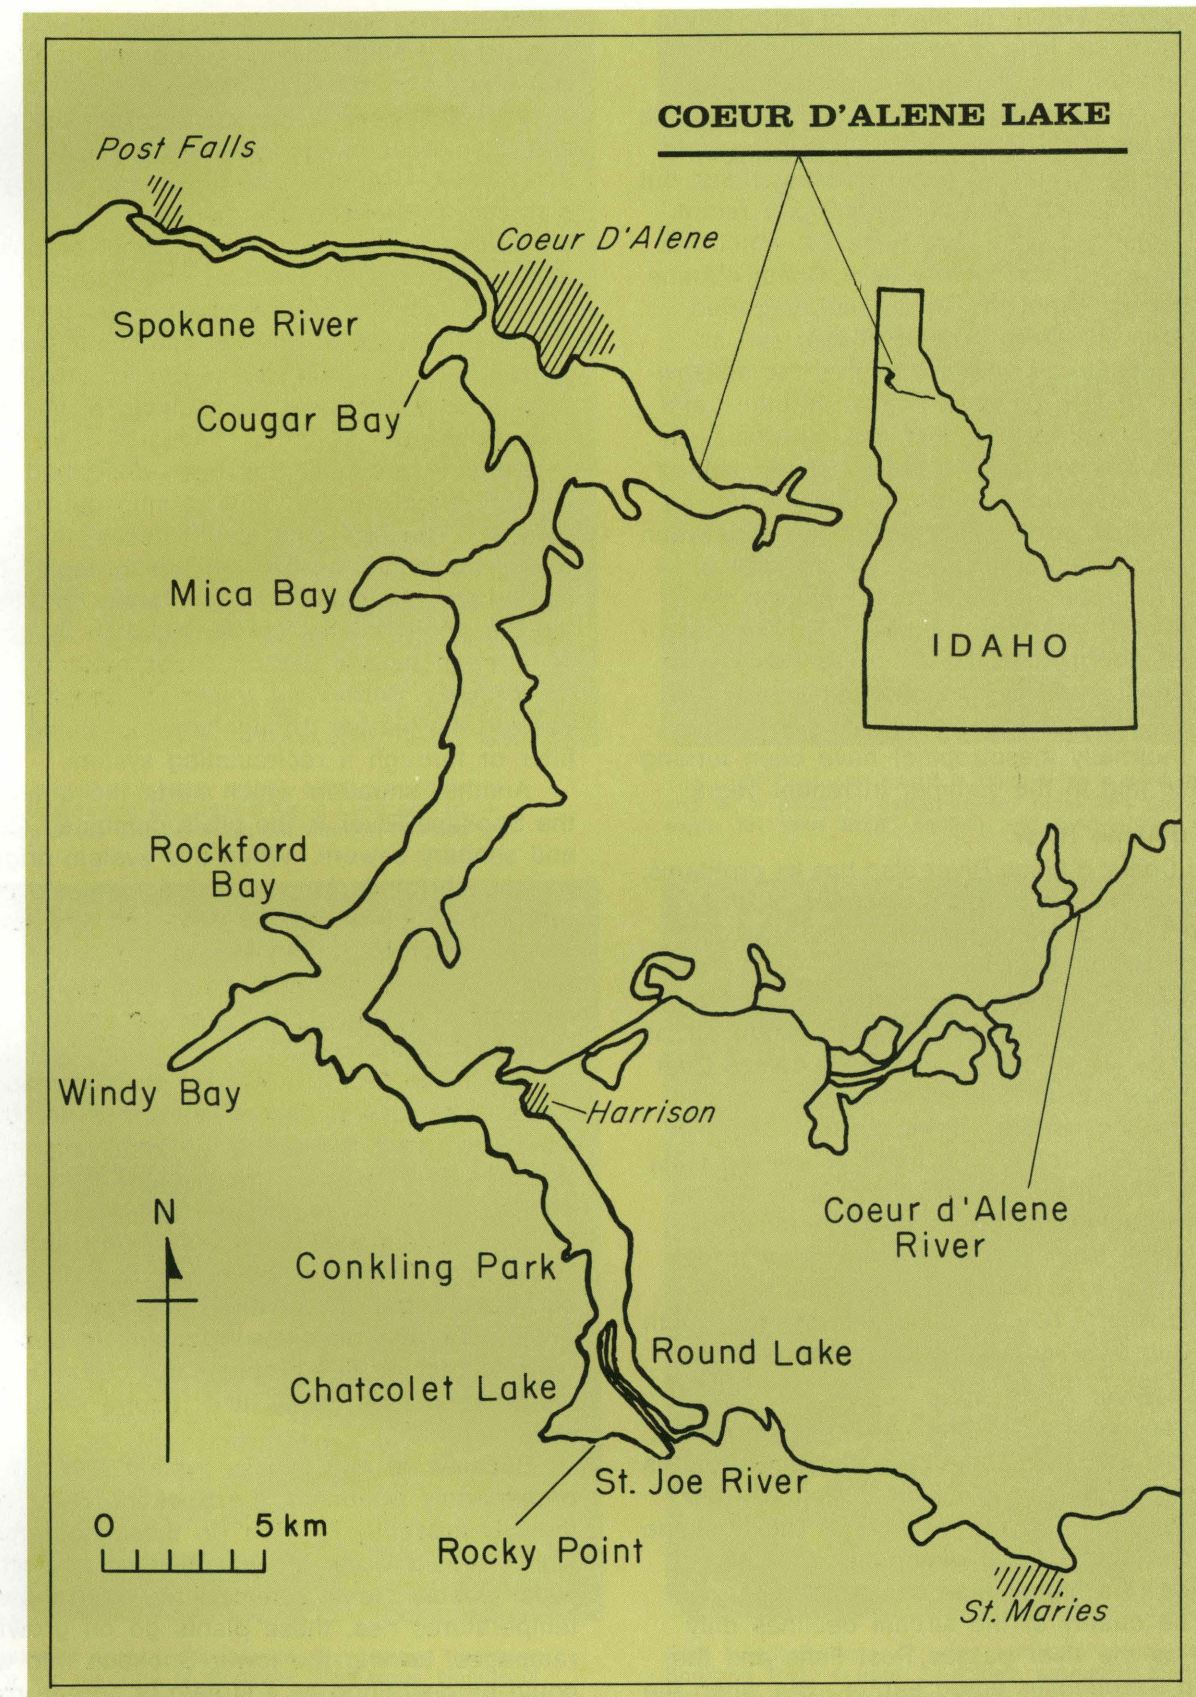 COEUR D'ALENE LAKE
Post Falls
Coeur D'Alene
Spokane River
Cougar Bay
Mica Bay
IDAHO
Rockford
Bay
Windy Bay
Harrison
N
Coeur d'Alene
River
Conkling Park
Round Lake
Chatcolet Lake
St. Joe River
0 5 km
Rocky Point
St. Maries